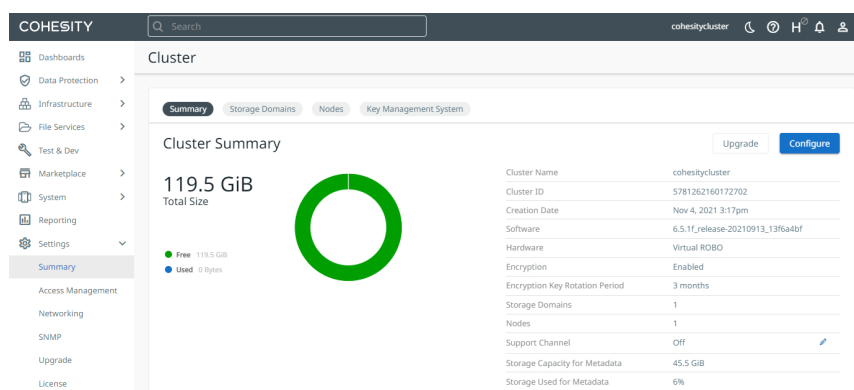 COHESITY
Search
cohesitycluster
H
Dashboards
Data Protection
Infrastructure
File Services
Test & Dev
Marketplace
System
Reporting
Settings
Summary
Access Management
Networking
SNMP
Upgrade
License
Cluster
Summary Storage Domains Nodes Key Management System
Cluster Summary
Upgrade Configure
119.5 GiB
Total Size
Free 119.5 GiB
Used 0 Bytes
Cluster Name cohesitycluster
Cluster ID 5781262160172702
Creation Date Nov 4, 2021 3:17pm
Software 6.5.1f_release-20210913_13f6a4bf
Hardware Virtual ROBO
Encryption Enabled
Encryption Key Rotation Period 3 months
Storage Domains 1
Nodes 1
Support Channel Off
Storage Capacity for Metadata 45.5 GiB
Storage Used for Metadata 6%